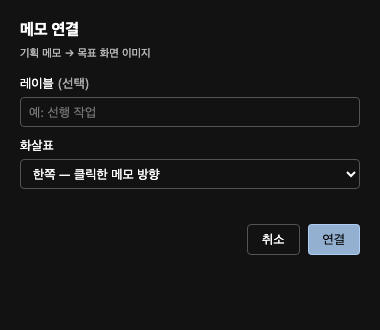 메모 연결
기획 메모 → 목표 화면 이미지
레이블 (선택)
예: 선행 작업
화살표
한쪽 — 클릭한 메모 방향
취소
연결